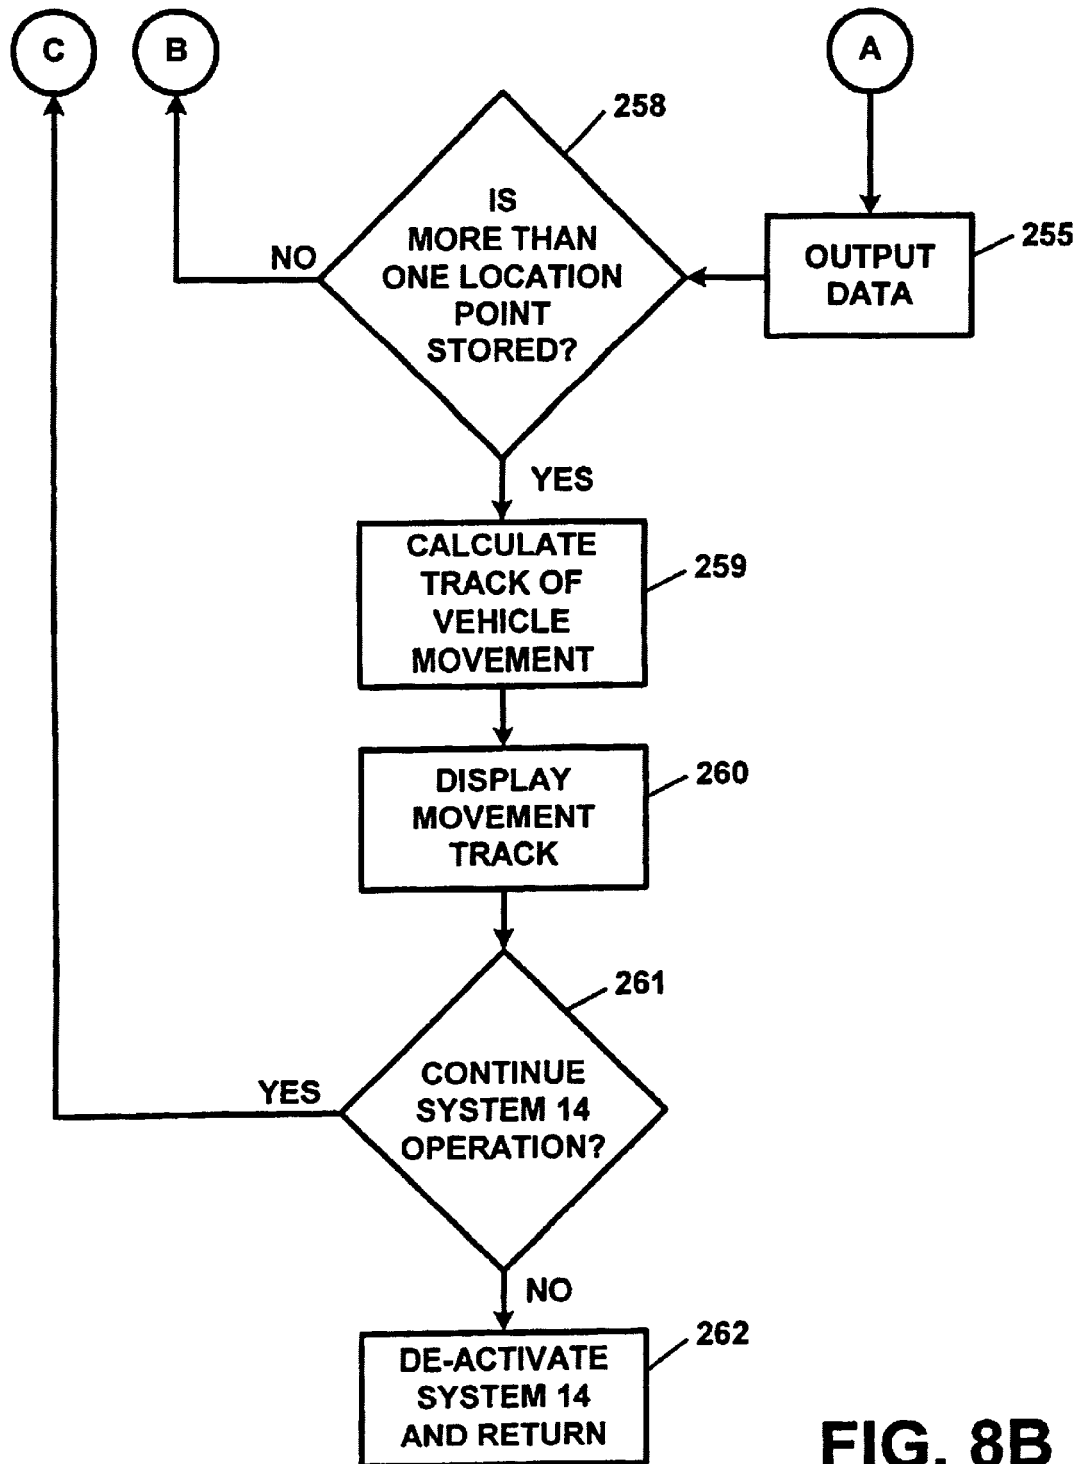 C
B
A
258
IS
MORE THAN
ONE LOCATION
POINT
STORED?
NO
OUTPUT
DATA
255
YES
CALCULATE
TRACK OF
VEHICLE
MOVEMENT
259
DISPLAY
MOVEMENT
TRACK
260
261
CONTINUE
SYSTEM 14
OPERATION?
YES
NO
DE-ACTIVATE
SYSTEM 14
AND RETURN
262
FIG. 8B